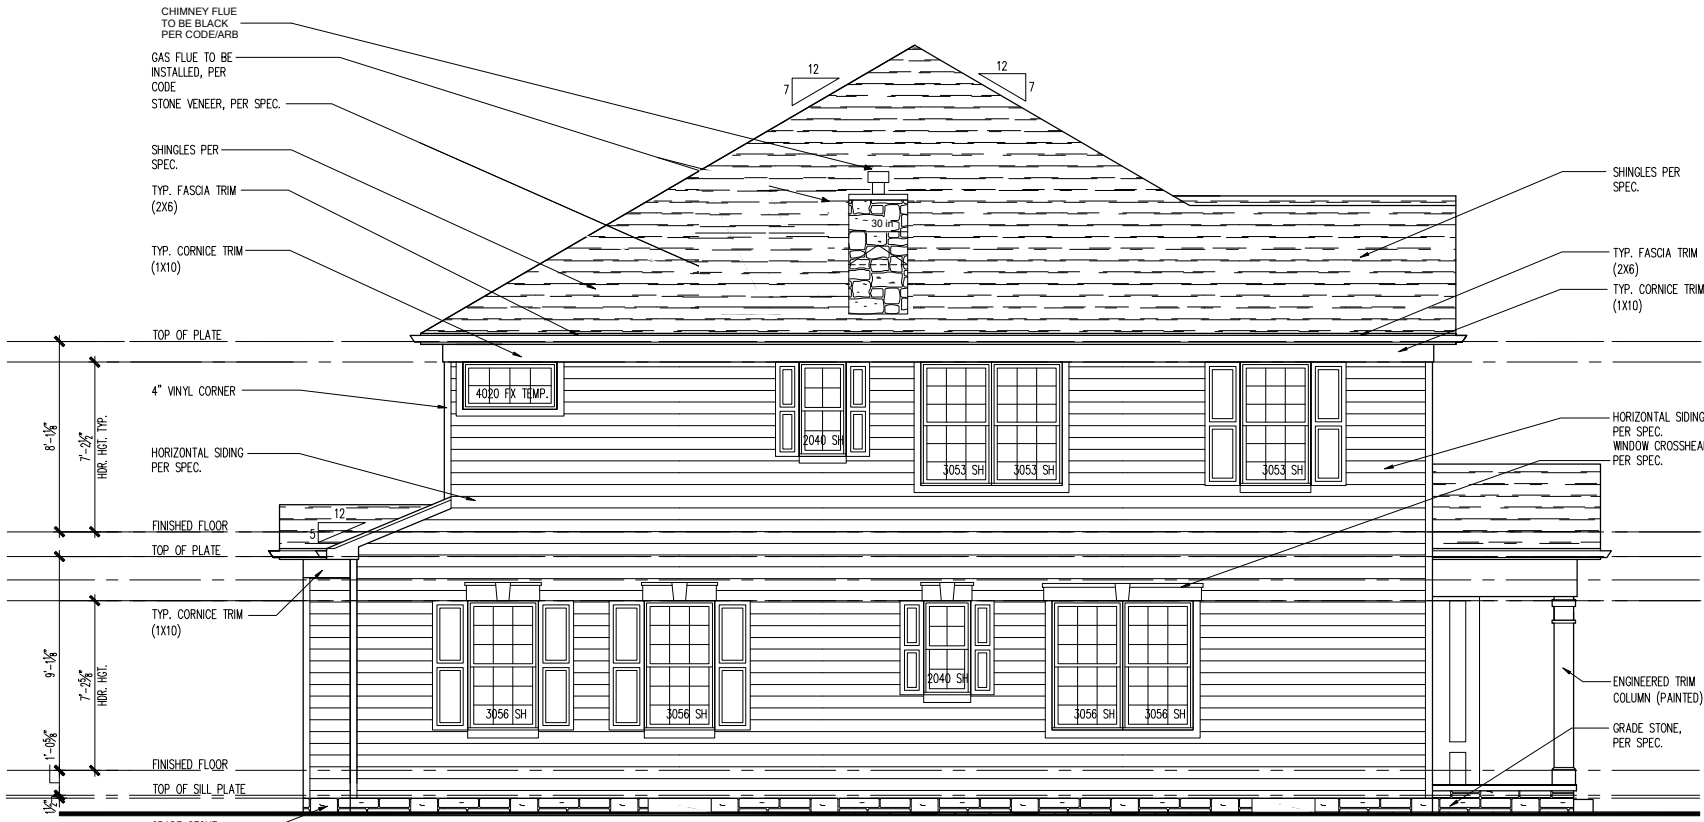 CHIMNEY FLUE
TO BE BLACK
PER CODE/ARB
GAS FLUE TO BE
INSTALLED, PER
CODE
STONE VENEER, PER SPEC.
SHINGLES PER
SPEC.
TYP. FASCIA TRIM
(2X6)
TYP. CORNICE TRIM
(1X10)
TOP OF PLATE
4" VINYL CORNER
HORIZONTAL SIDING
PER SPEC.
FINISHED FLOOR
TOP OF PLATE
TYP. CORNICE TRIM
(1X10)
FINISHED FLOOR
TOP OF SILL PLATE
8'-1⅛"
7'-2½"
HDR. HGT. TYP.
9'-1⅛"
7'-2⅝"
HDR. HGT.
1'-0⅝"
1½"
12
7
12
7
30 in
12
5
4020 FX TEMP.
2040 SH
3053 SH
3053 SH
3053 SH
3056 SH
3056 SH
2040 SH
3056 SH
3056 SH
SHINGLES PER
SPEC.
TYP. FASCIA TRIM
(2X6)
TYP. CORNICE TRIM
(1X10)
HORIZONTAL SIDING
PER SPEC.
WINDOW CROSSHEA
PER SPEC.
ENGINEERED TRIM
COLUMN (PAINTED)
GRADE STONE,
PER SPEC.